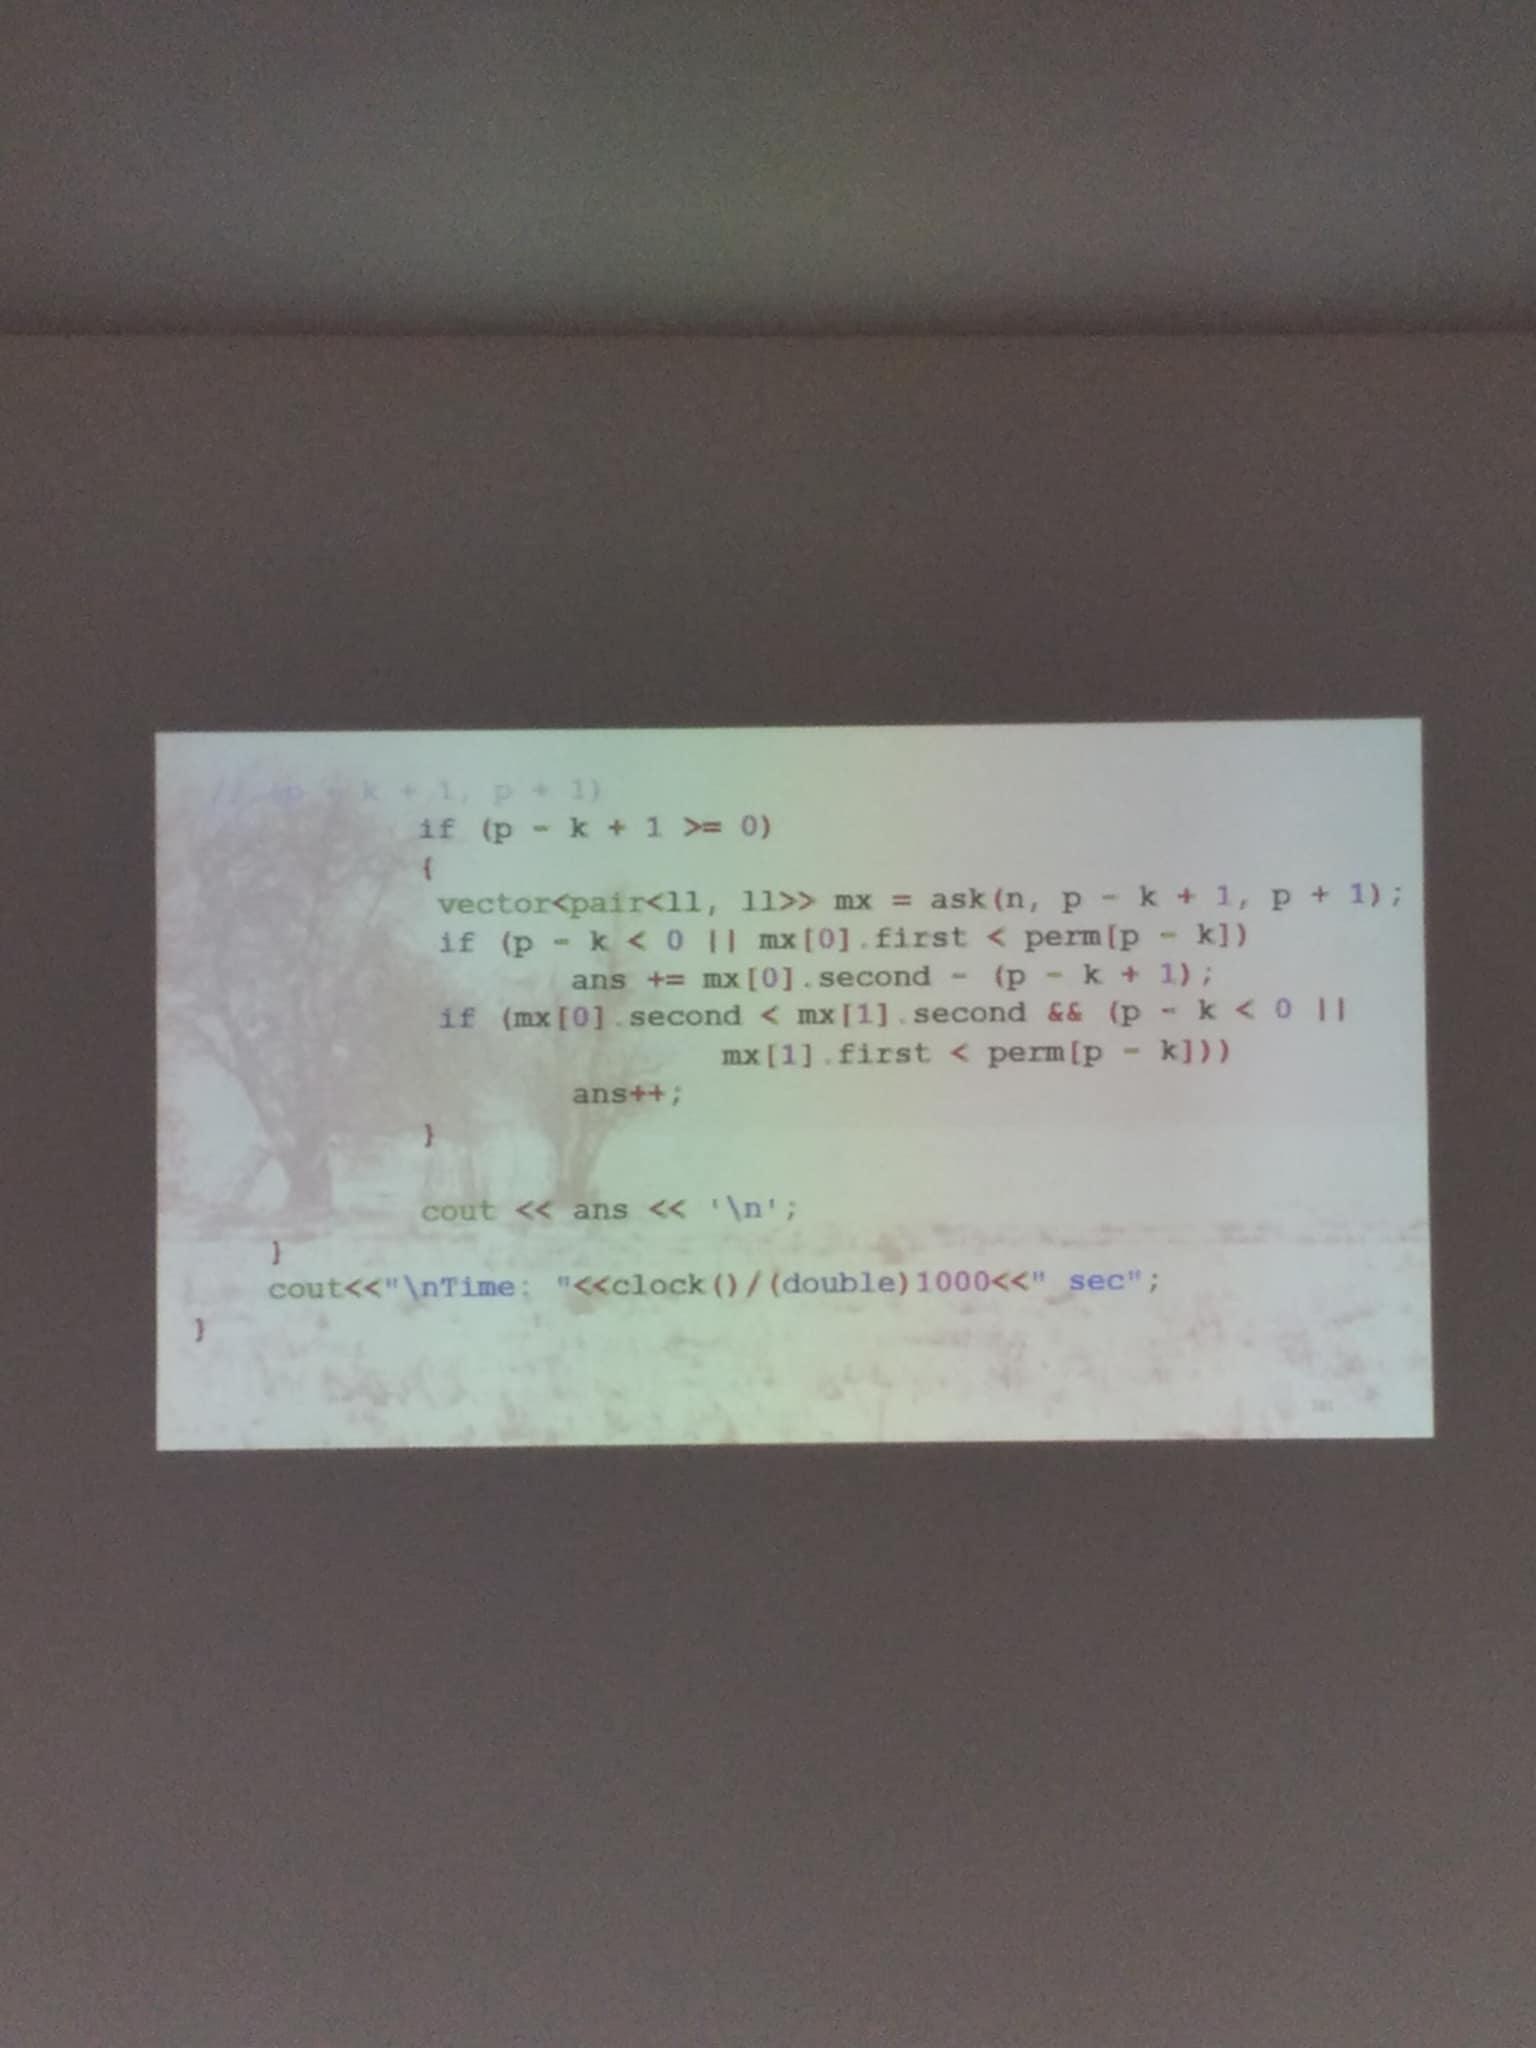 // (p - k + 1, p + 1)
if (p - k + 1 >= 0)
{
vector<pair<ll, ll>> mx = ask(n, p - k + 1, p + 1);
if (p - k < 0 || mx[0].first < perm[p - k])
ans += mx[0].second - (p - k + 1);
if (mx[0].second < mx[1].second && (p - k < 0 ||
mx[1].first < perm[p - k]))
ans++;
}
cout << ans << '\n';
}
cout<<"\nTime: "<<clock()/(double)1000<<" sec";
}